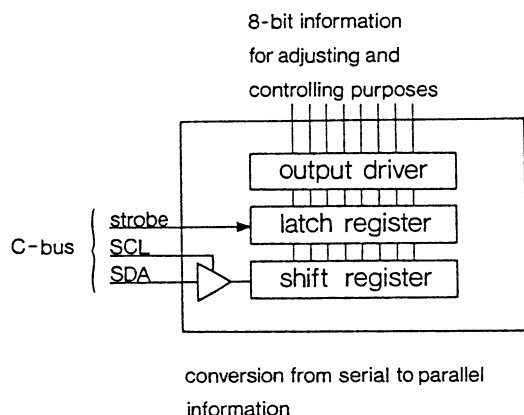 8-bit information
for adjusting and
controlling purposes
output driver
strobe
latch register
C-bus
SCL
SDA
shift register
conversion from serial to parallel
information